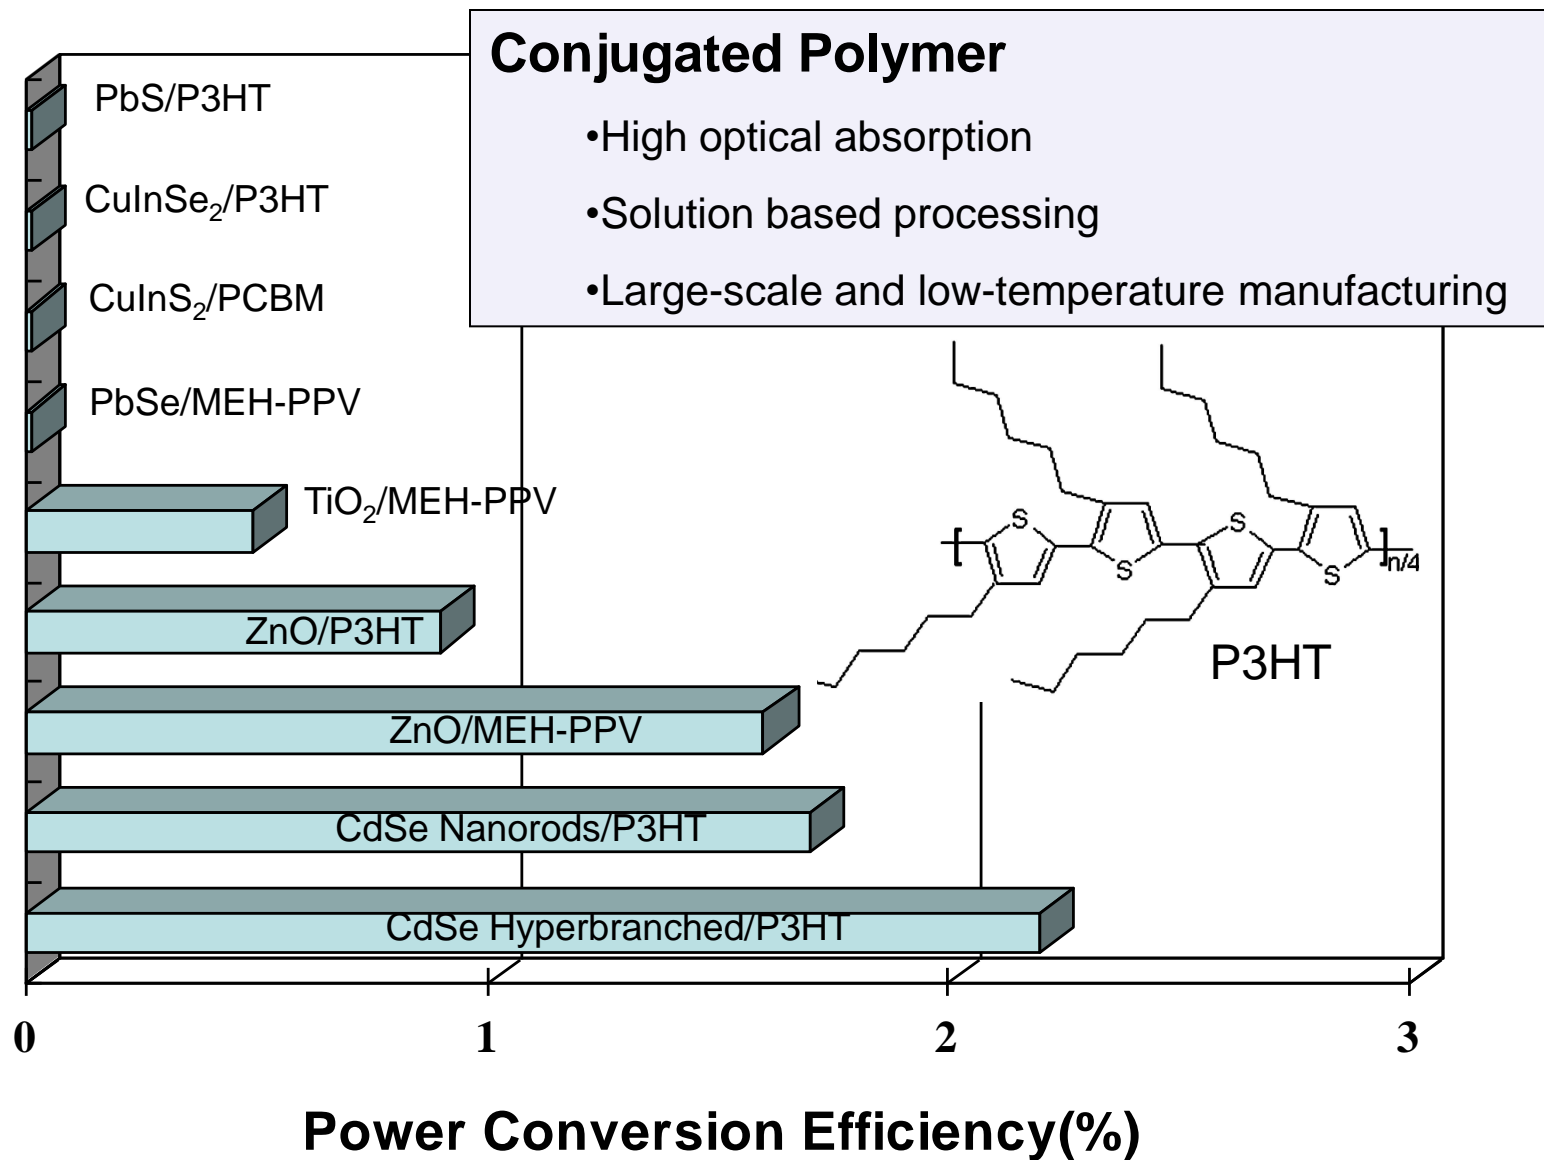 Conjugated Polymer
•High optical absorption
•Solution based processing
•Large-scale and low-temperature manufacturing
PbS/P3HT
CuInSe₂/P3HT
CuInS₂/PCBM
PbSe/MEH-PPV
TiO₂/MEH-PPV
ZnO/P3HT
ZnO/MEH-PPV
CdSe Nanorods/P3HT
CdSe Hyperbranched/P3HT
[ S S S S ]n/4
P3HT
0 1 2 3
Power Conversion Efficiency(%)